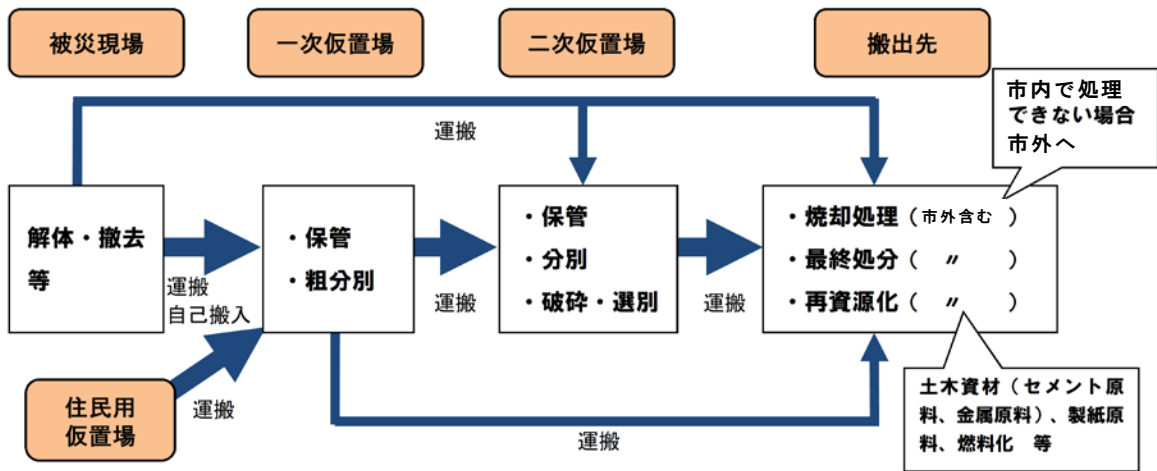 被災現場
一次仮置場
二次仮置場
搬出先
市内で処理
できない場合
市外へ
運搬
解体・撤去
等
運搬
自己搬入
・保管
・粗分別
運搬
・保管
・分別
・破砕・選別
運搬
・焼却処理（市外含む　）
・最終処分（　〃　）
・再資源化（　〃　）
住民用
仮置場
運搬
運搬
土木資材（セメント原
料、金属原料）、製紙原
料、燃料化　等